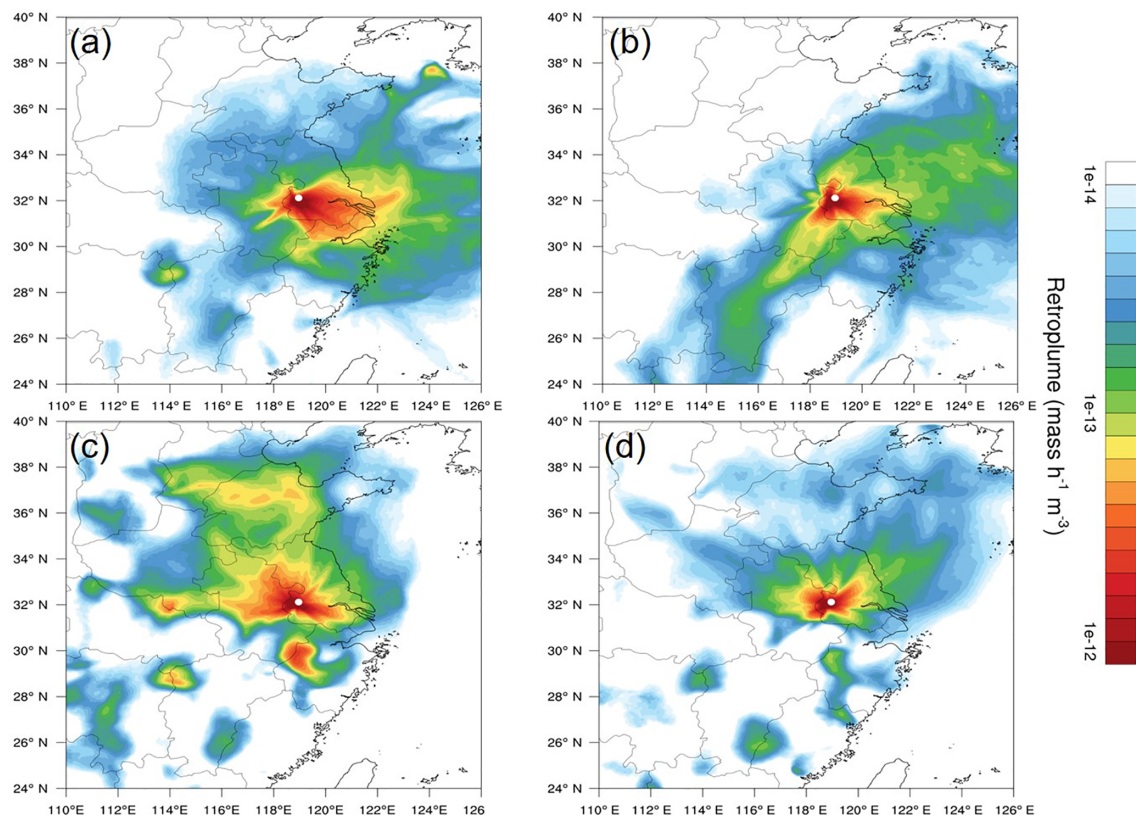 (a)
40° N
38° N
36° N
34° N
32° N
30° N
28° N
26° N
24° N
110° E 112° E 114° E 116° E 118° E 120° E 122° E 124° E 126° E
(b)
40° N
38° N
36° N
34° N
32° N
30° N
28° N
26° N
24° N
110° E 112° E 114° E 116° E 118° E 120° E 122° E 124° E 126° E
(c)
40° N
38° N
36° N
34° N
32° N
30° N
28° N
26° N
24° N
110° E 112° E 114° E 116° E 118° E 120° E 122° E 124° E 126° E
(d)
40° N
38° N
36° N
34° N
32° N
30° N
28° N
26° N
24° N
110° E 112° E 114° E 116° E 118° E 120° E 122° E 124° E 126° E
1e-14
1e-13
1e-12
Retroplume (mass h⁻¹ m⁻³)